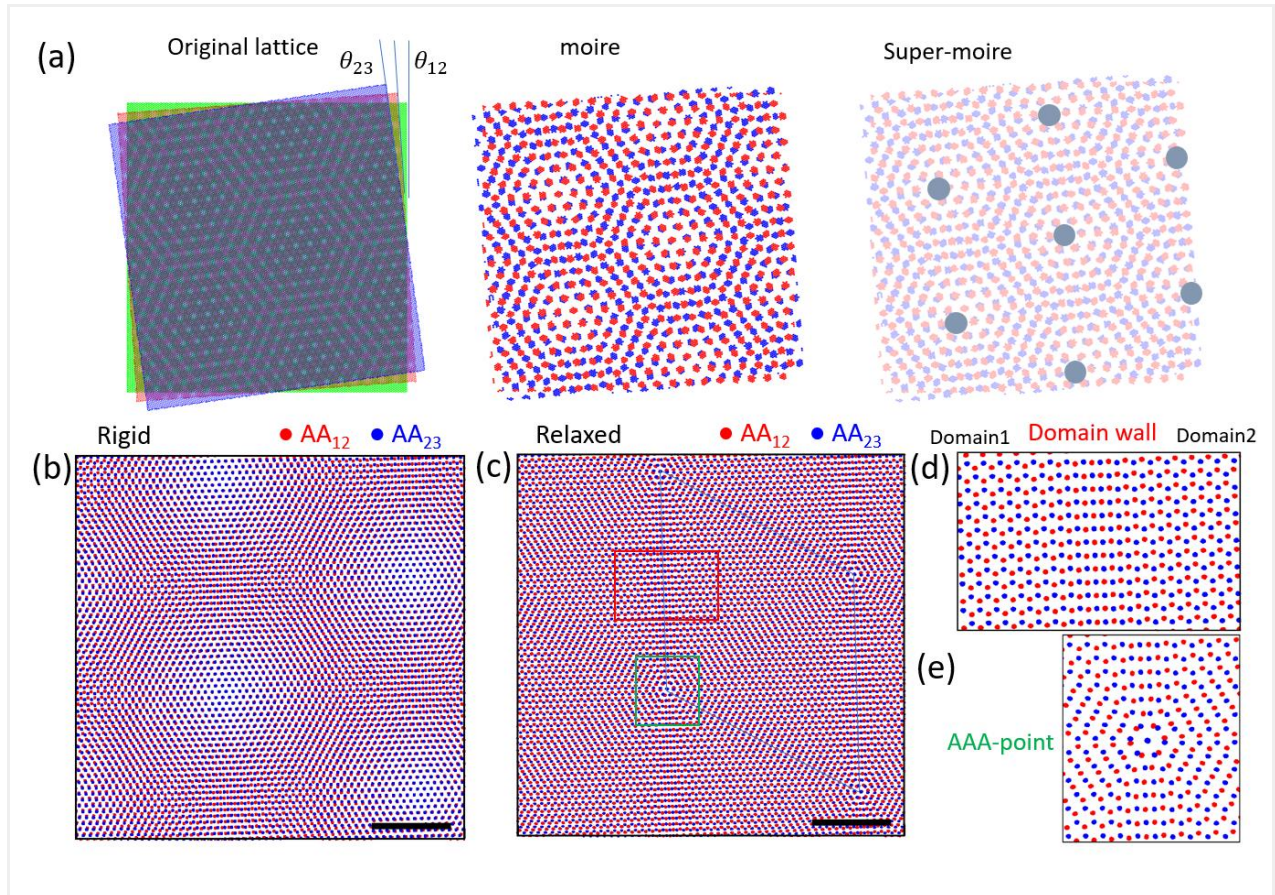 (a)
Original lattice
θ₂₃
θ₁₂
moire
Super-moire
(b)
Rigid
AA₁₂
AA₂₃
(c)
Relaxed
AA₁₂
AA₂₃
(d)
Domain1
Domain wall
Domain2
(e)
AAA-point